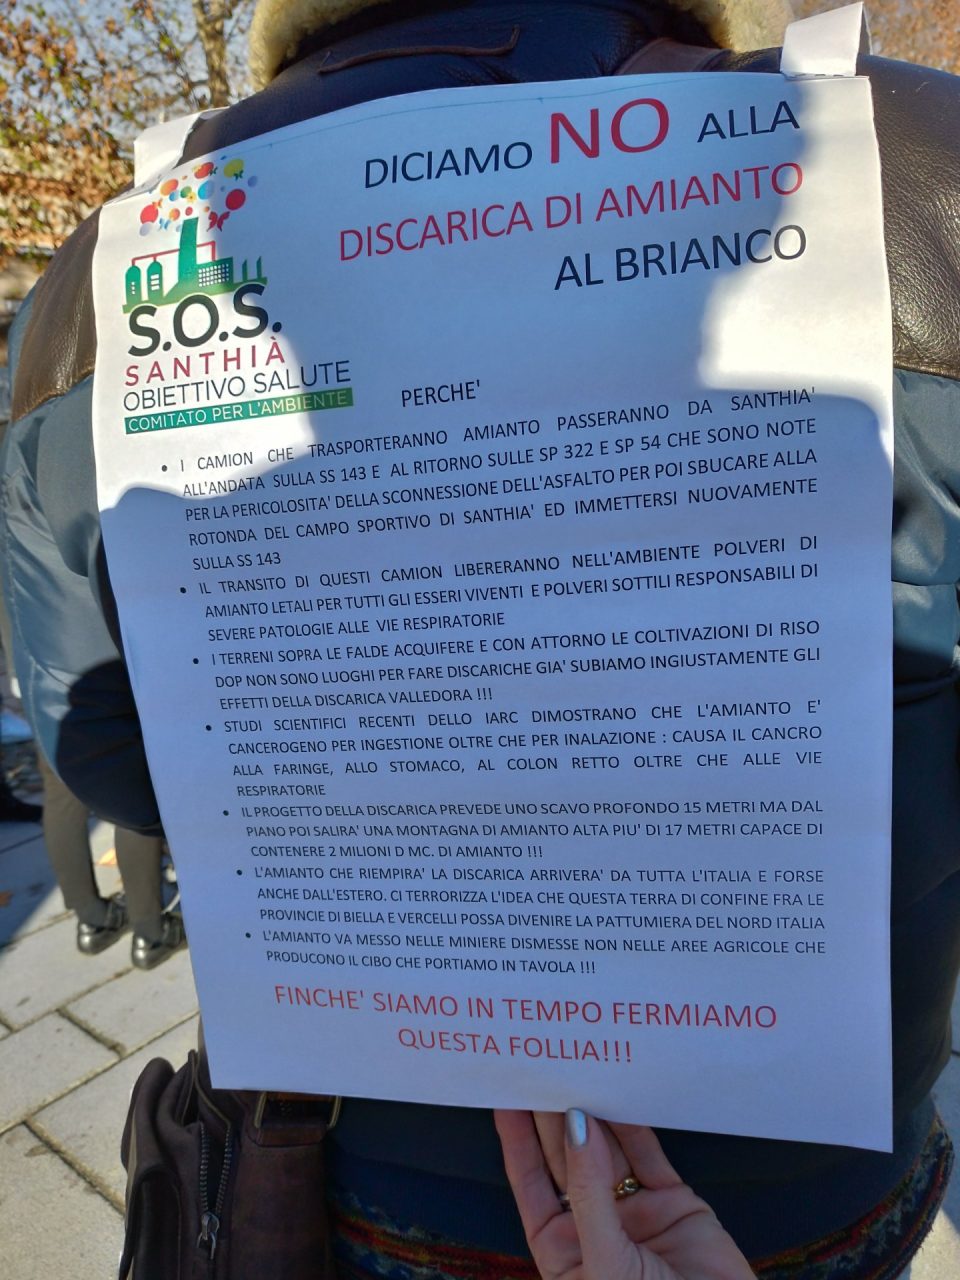 DICIAMO NO ALLA
DISCARICA DI AMIANTO
AL BRIANCO
S.O.S.
SANTHIÀ
OBIETTIVO SALUTE
COMITATO PER L'AMBIENTE
PERCHE'
• I CAMION CHE TRASPORTERANNO AMIANTO PASSERANNO DA SANTHIA'
ALL'ANDATA SULLA SS 143 E AL RITORNO SULLE SP 322 E SP 54 CHE SONO NOTE
PER LA PERICOLOSITA' DELLA SCONNESSIONE DELL'ASFALTO PER POI SBUCARE ALLA
ROTONDA DEL CAMPO SPORTIVO DI SANTHIA' ED IMMETTERSI NUOVAMENTE
SULLA SS 143
• IL TRANSITO DI QUESTI CAMION LIBERERANNO NELL'AMBIENTE POLVERI DI
AMIANTO LETALI PER TUTTI GLI ESSERI VIVENTI E POLVERI SOTTILI RESPONSABILI DI
SEVERE PATOLOGIE ALLE VIE RESPIRATORIE
• I TERRENI SOPRA LE FALDE ACQUIFERE E CON ATTORNO LE COLTIVAZIONI DI RISO
DOP NON SONO LUOGHI PER FARE DISCARICHE GIA' SUBIAMO INGIUSTAMENTE GLI
EFFETTI DELLA DISCARICA VALLEDORA !!!
• STUDI SCIENTIFICI RECENTI DELLO IARC DIMOSTRANO CHE L'AMIANTO E'
CANCEROGENO PER INGESTIONE OLTRE CHE PER INALAZIONE : CAUSA IL CANCRO
ALLA FARINGE, ALLO STOMACO, AL COLON RETTO OLTRE CHE ALLE VIE
RESPIRATORIE
• IL PROGETTO DELLA DISCARICA PREVEDE UNO SCAVO PROFONDO 15 METRI MA DAL
PIANO POI SALIRA' UNA MONTAGNA DI AMIANTO ALTA PIU' DI 17 METRI CAPACE DI
CONTENERE 2 MILIONI D MC. DI AMIANTO !!!
• L'AMIANTO CHE RIEMPIRA' LA DISCARICA ARRIVERA' DA TUTTA L'ITALIA E FORSE
ANCHE DALL'ESTERO. CI TERRORIZZA L'IDEA CHE QUESTA TERRA DI CONFINE FRA LE
PROVINCIE DI BIELLA E VERCELLI POSSA DIVENIRE LA PATTUMIERA DEL NORD ITALIA
• L'AMIANTO VA MESSO NELLE MINIERE DISMESSE NON NELLE AREE AGRICOLE CHE
PRODUCONO IL CIBO CHE PORTIAMO IN TAVOLA !!!
FINCHE' SIAMO IN TEMPO FERMIAMO
QUESTA FOLLIA!!!